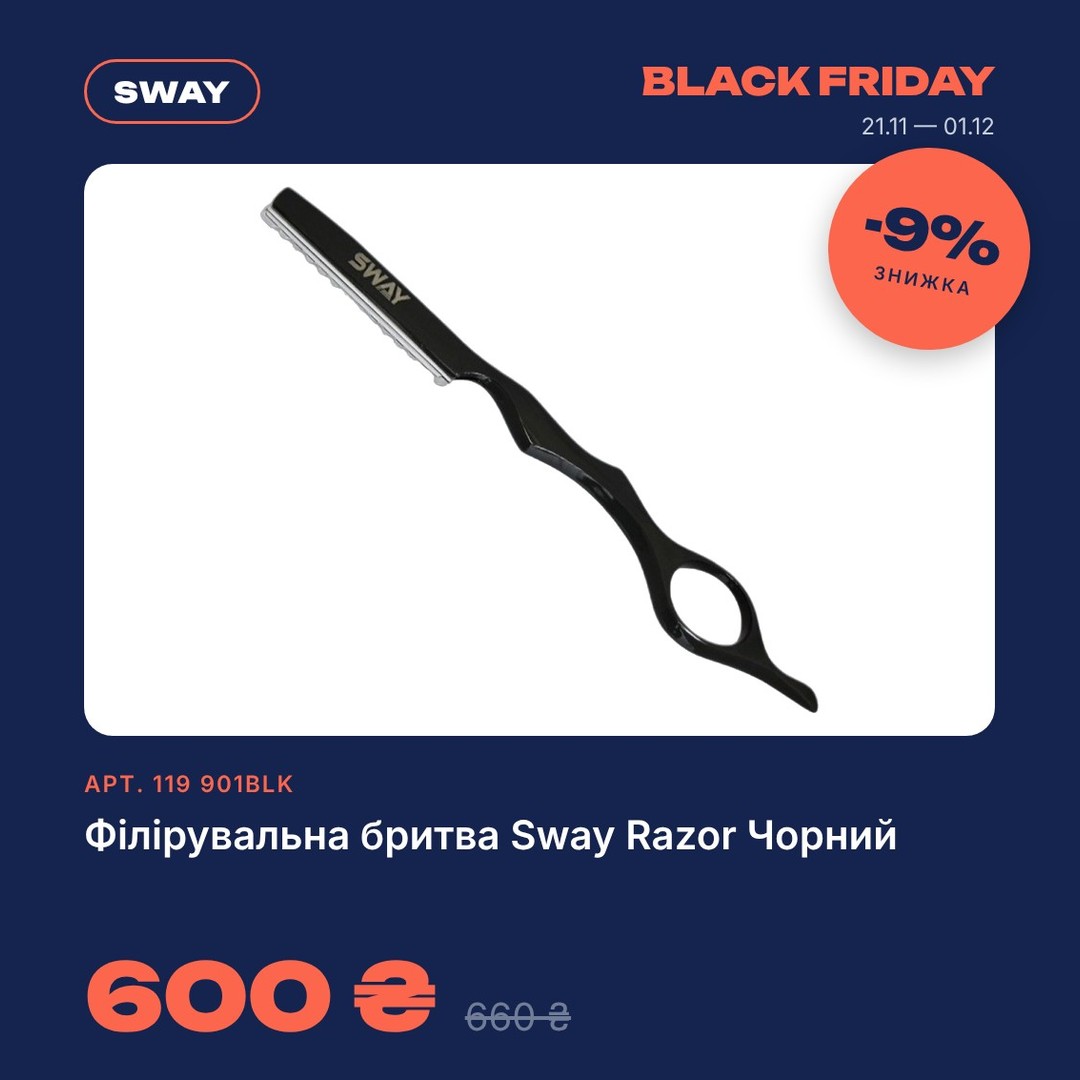 SWAY
BLACK FRIDAY
21.11 — 01.12
-9%
ЗНИЖКА
SWAY
АРТ. 119 901BLK
Філірувальна бритва Sway Razor Чорний
600 ₴
660 ₴